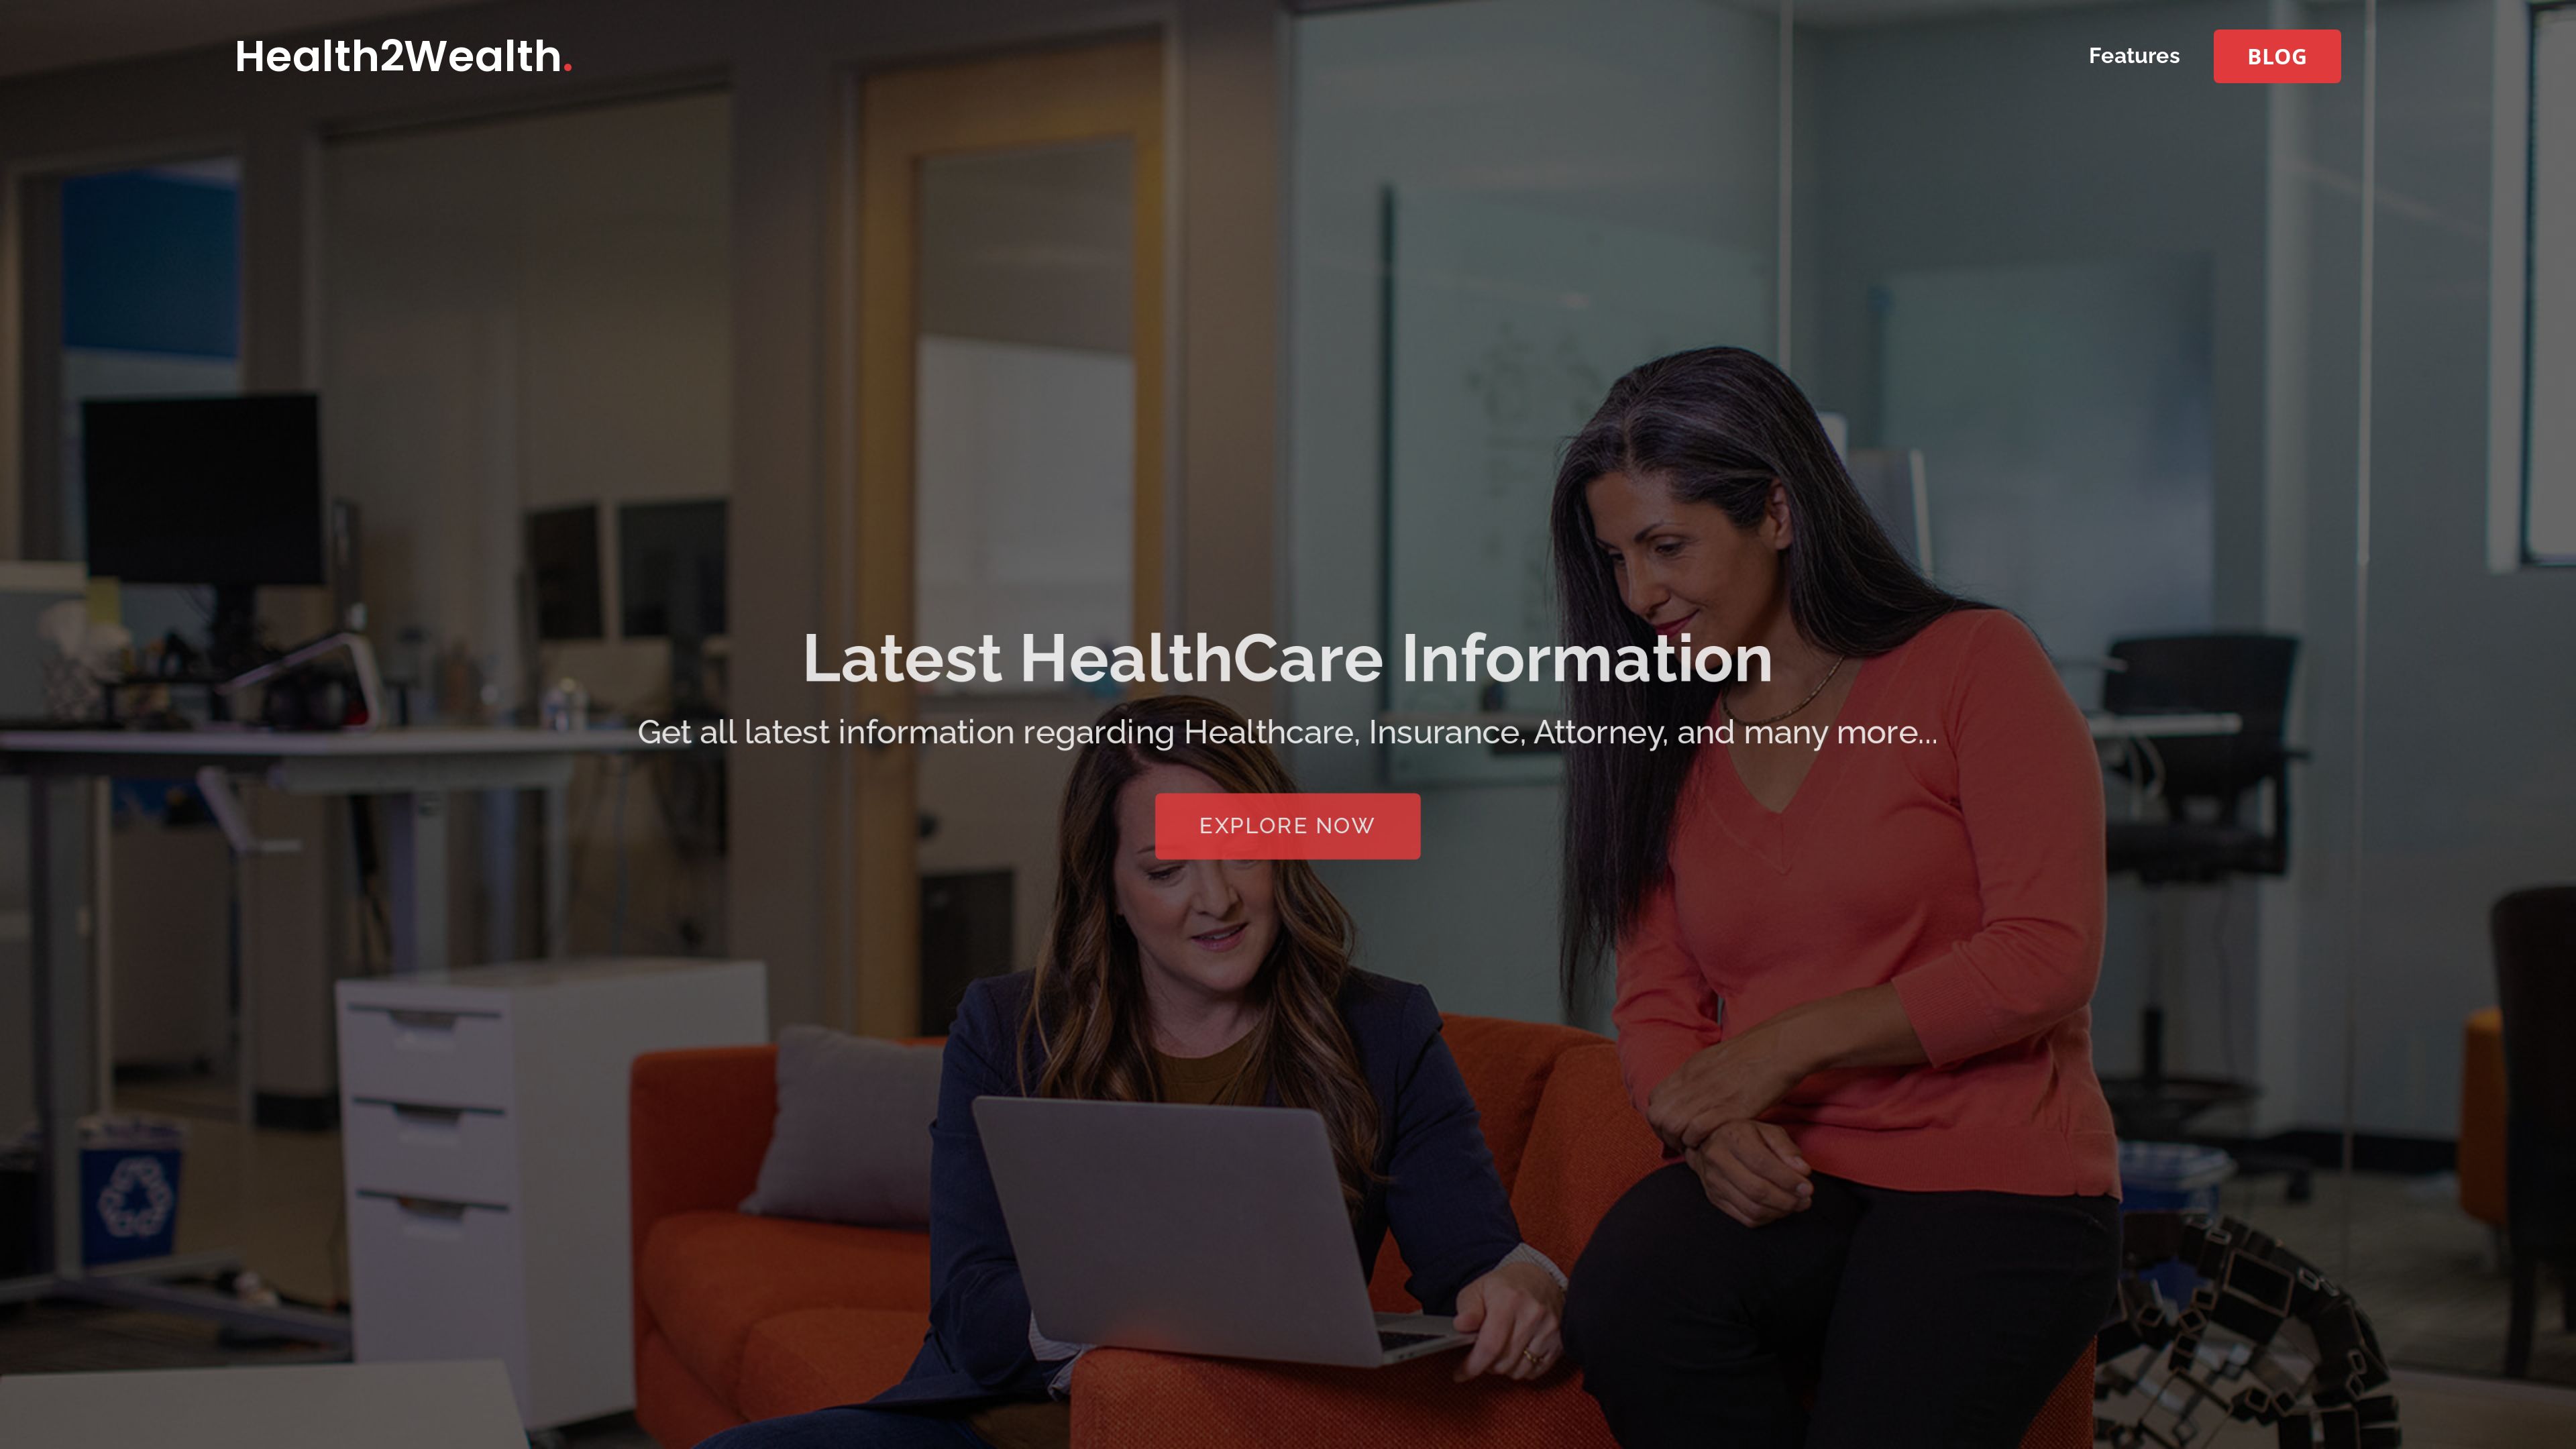 Health2Wealth.
Features
BLOG
Latest HealthCare Information
Get all latest information regarding Healthcare, Insurance, Attorney, and many more...
EXPLORE NOW